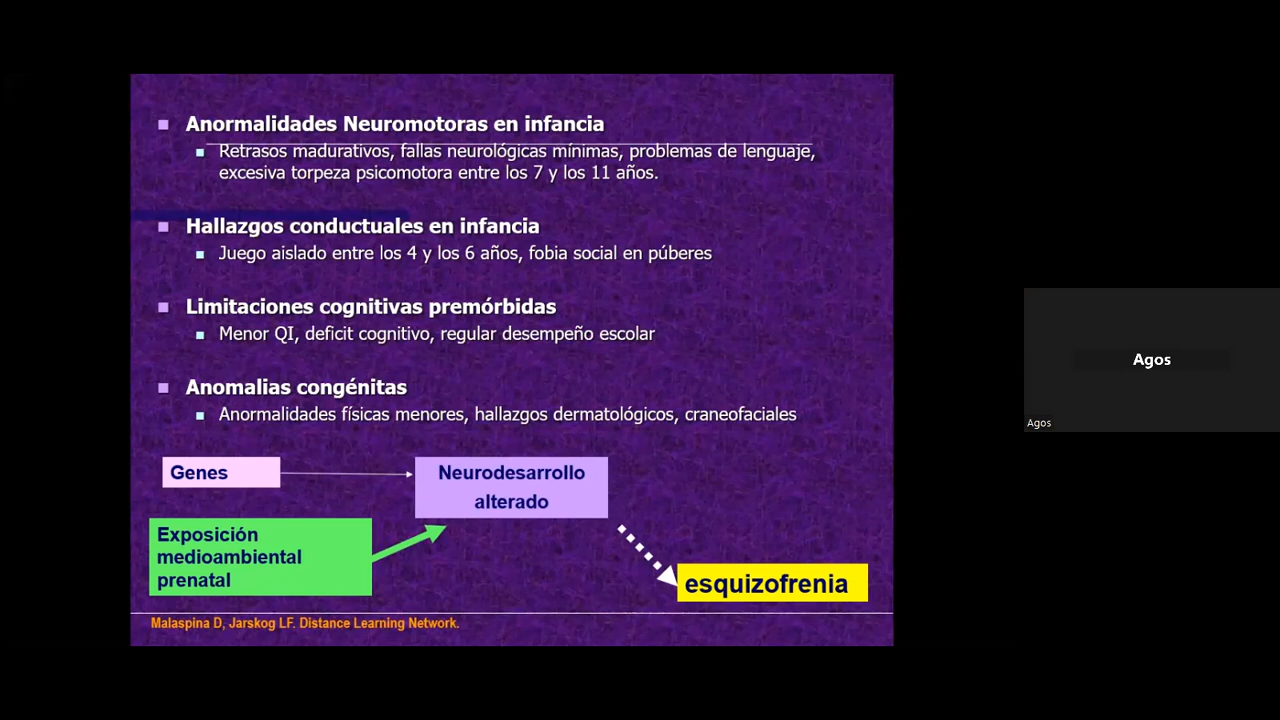 Anormalidades Neuromotoras en infancia
Retrasos madurativos, fallas neurológicas mínimas, problemas de lenguaje,
excesiva torpeza psicomotora entre los 7 y los 11 años.
Hallazgos conductuales en infancia
Juego aislado entre los 4 y los 6 años, fobia social en púberes
Limitaciones cognitivas premórbidas
Menor QI, deficit cognitivo, regular desempeño escolar
Anomalias congénitas
Anormalidades físicas menores, hallazgos dermatológicos, craneofaciales
Genes
Neurodesarrollo
alterado
Exposición
medioambiental
prenatal
esquizofrenia
Malaspina D, Jarskog LF. Distance Learning Network.
Agos
Agos